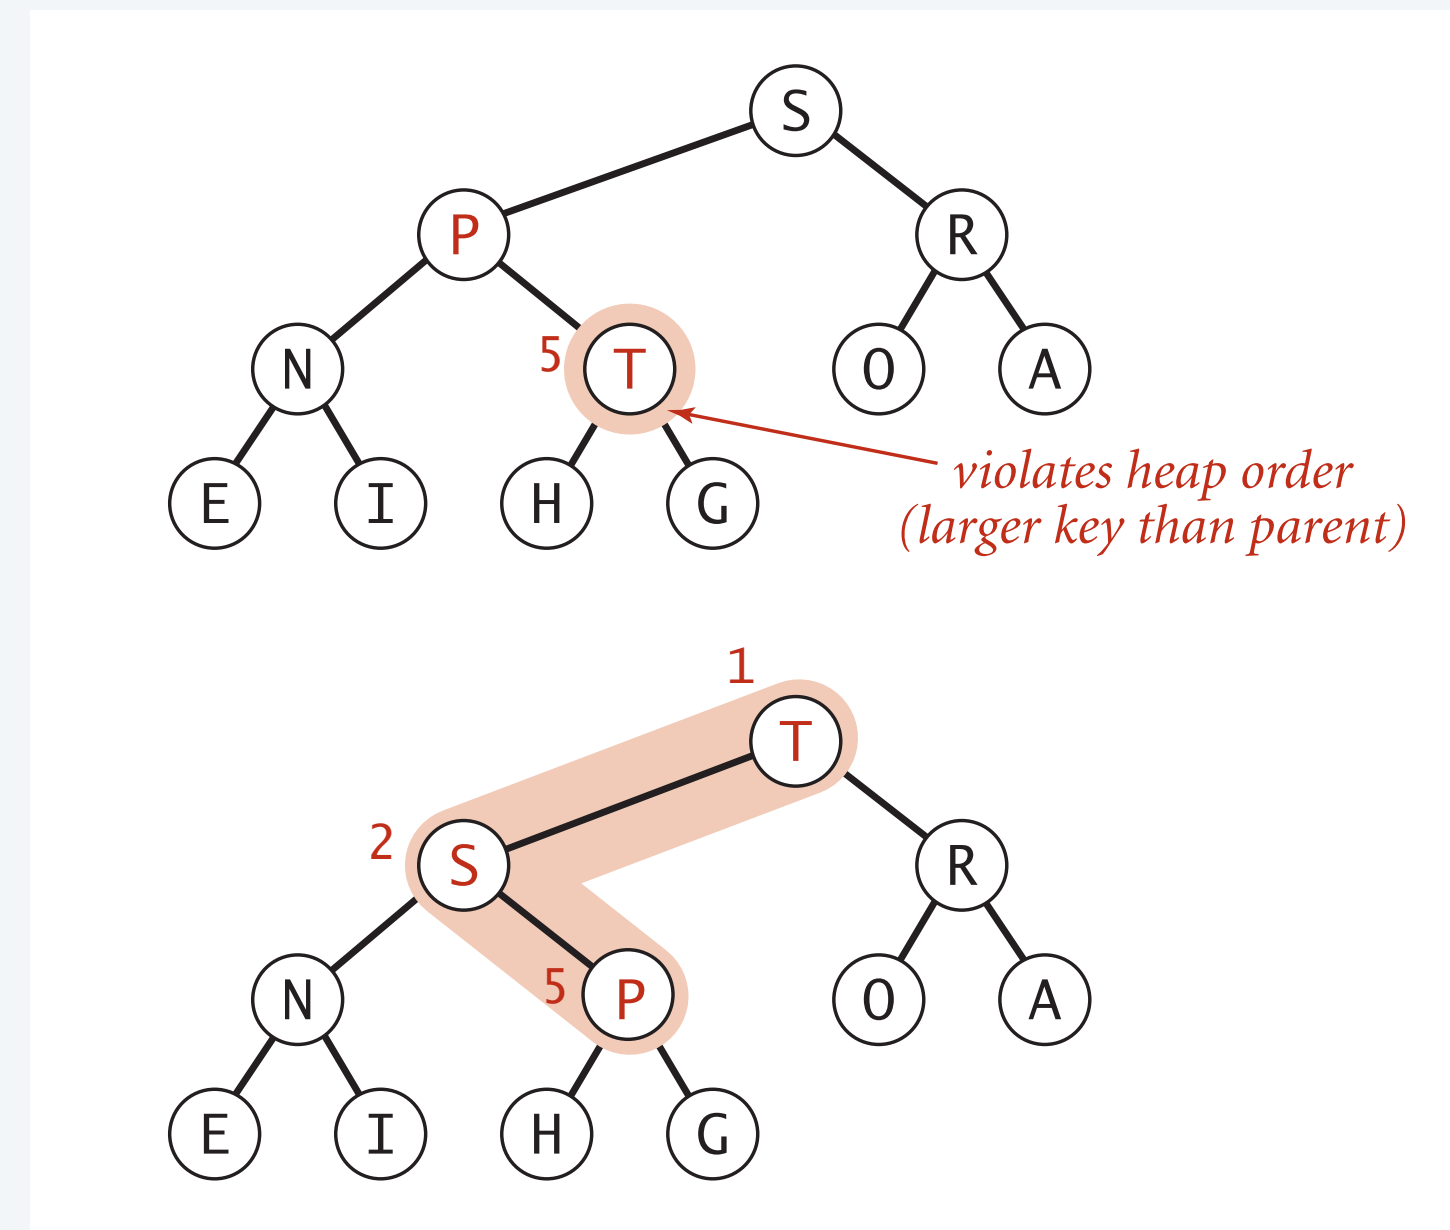 S
P R
N 5 T O A
violates heap order
(larger key than parent)
E I H G
1
T
2 S R
N 5 P O A
E I H G